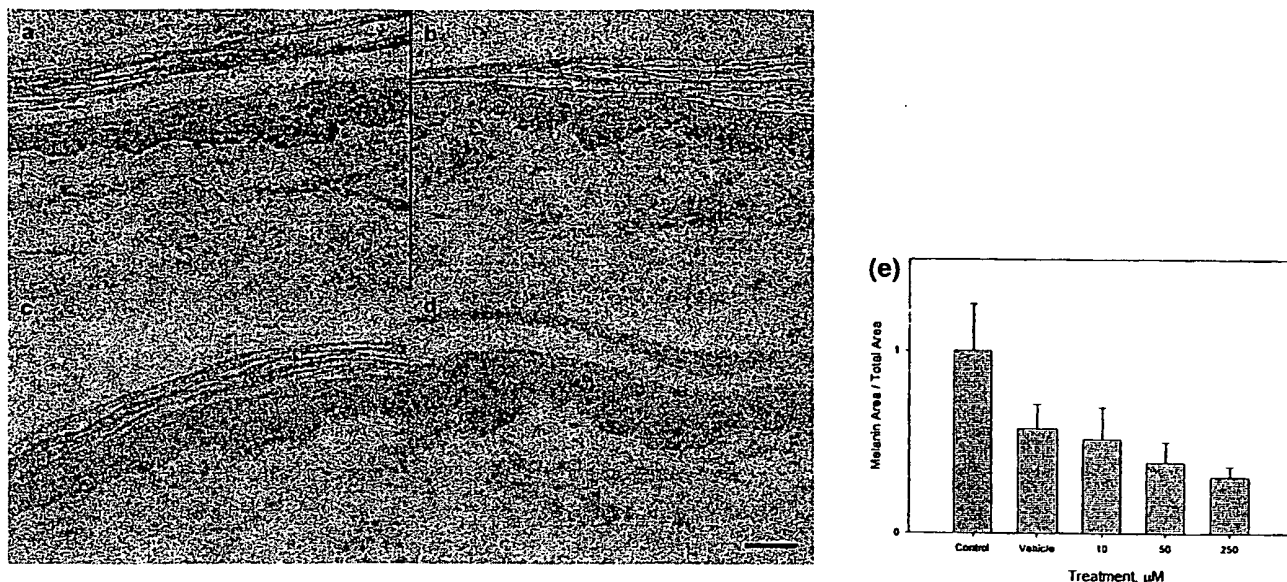 a
b
c
d
(e)
Melanin Area / Total Area
1
0
Control
Vehicle
10
50
250
Treatment, µM